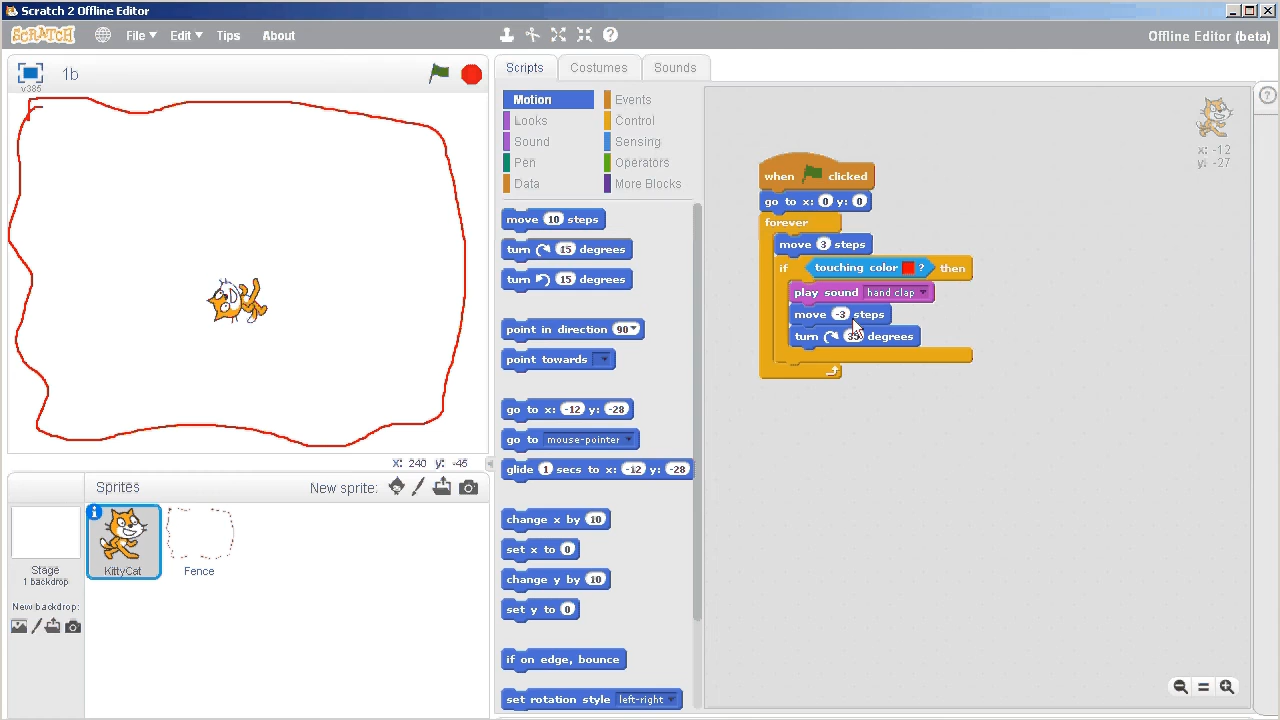 Scratch 2 Offline Editor
SCRATCH
File
Edit
Tips
About
Offline Editor (beta)
1b
v385
X: 240 y: -45
Scripts
Costumes
Sounds
Motion
Looks
Sound
Pen
Data
Events
Control
Sensing
Operators
More Blocks
move 10 steps
turn 15 degrees
turn 15 degrees
point in direction 90
point towards
go to x: -12 y: -28
go to mouse-pointer
glide 1 secs to x: -12 y: -28
change x by 10
set x to 0
change y by 10
set y to 0
if on edge, bounce
set rotation style left-right
when clicked
go to x: 0 y: 0
forever
move 3 steps
if touching color ? then
play sound hand clap
move -3 steps
turn degrees
x: -12
y: -27
Sprites
New sprite:
Stage
1 backdrop
New backdrop:
KittyCat
Fence